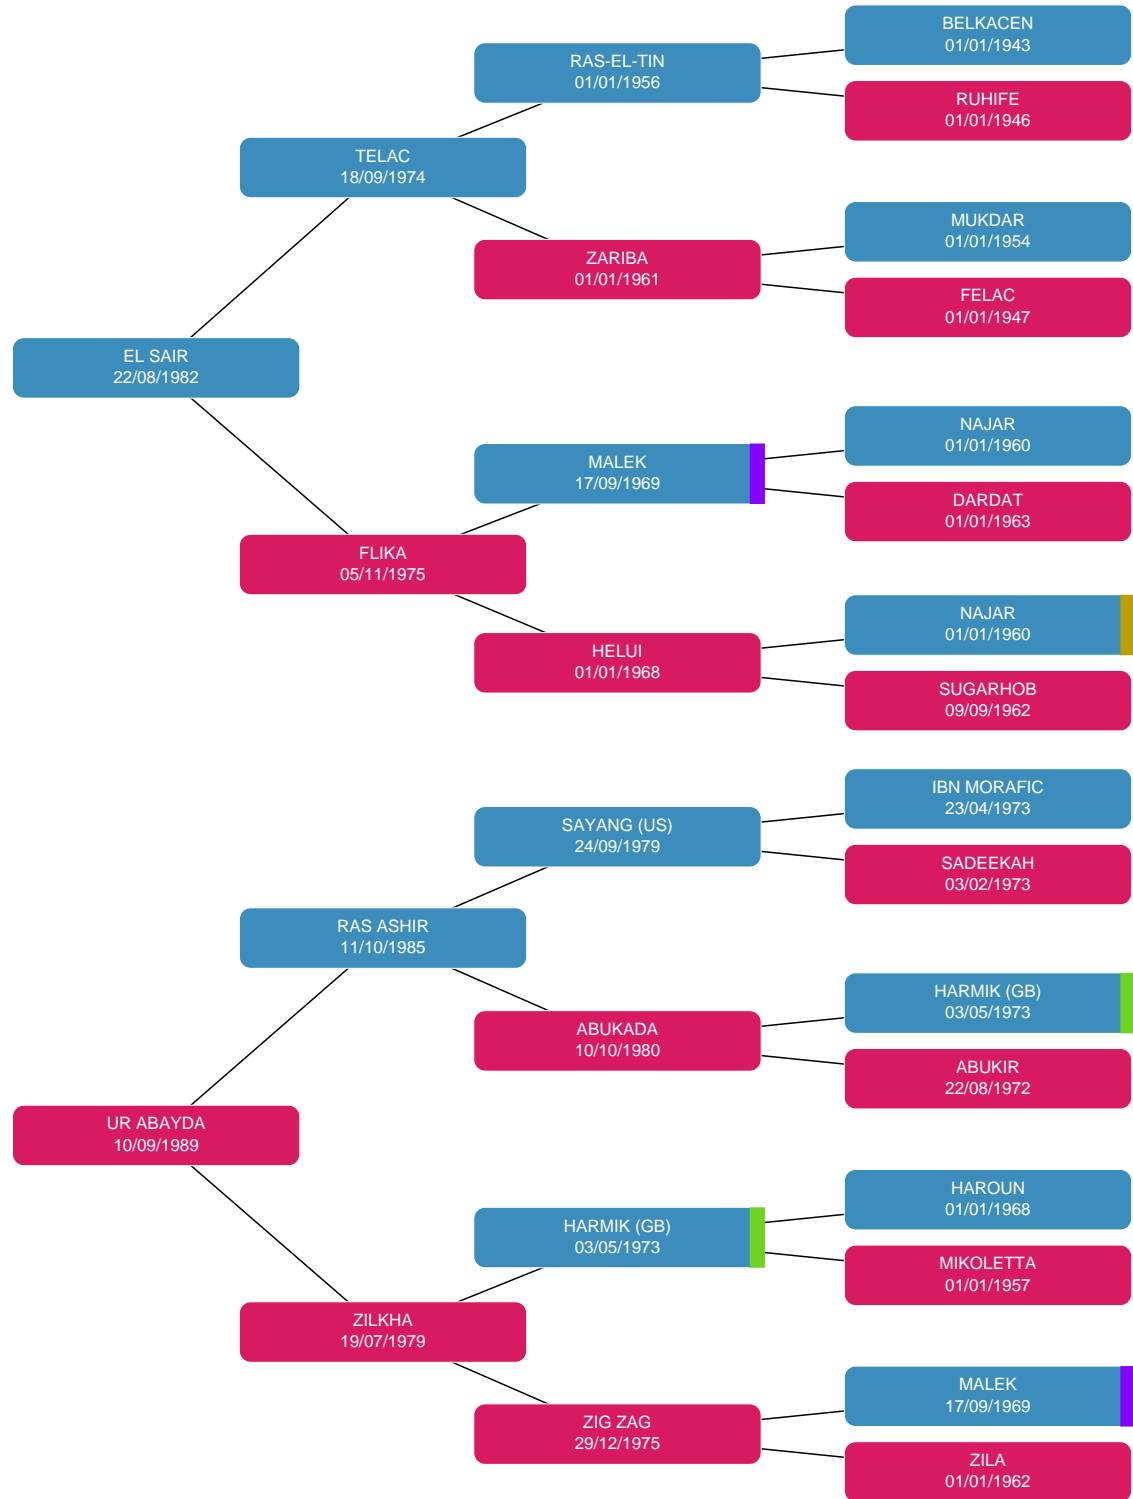 BELKACEN
01/01/1943
RAS-EL-TIN
01/01/1956
RUHIFE
01/01/1946
TELAC
18/09/1974
MUKDAR
01/01/1954
ZARIBA
01/01/1961
FELAC
01/01/1947
EL SAIR
22/08/1982
NAJAR
01/01/1960
MALEK
17/09/1969
DARDAT
01/01/1963
FLIKA
05/11/1975
NAJAR
01/01/1960
HELUI
01/01/1968
SUGARHOB
09/09/1962
IBN MORAFIC
23/04/1973
SAYANG (US)
24/09/1979
SADEEKAH
03/02/1973
RAS ASHIR
11/10/1985
HARMIK (GB)
03/05/1973
ABUKADA
10/10/1980
ABUKIR
22/08/1972
UR ABAYDA
10/09/1989
HAROUN
01/01/1968
HARMIK (GB)
03/05/1973
MIKOLETTA
01/01/1957
ZILKHA
19/07/1979
MALEK
17/09/1969
ZIG ZAG
29/12/1975
ZILA
01/01/1962